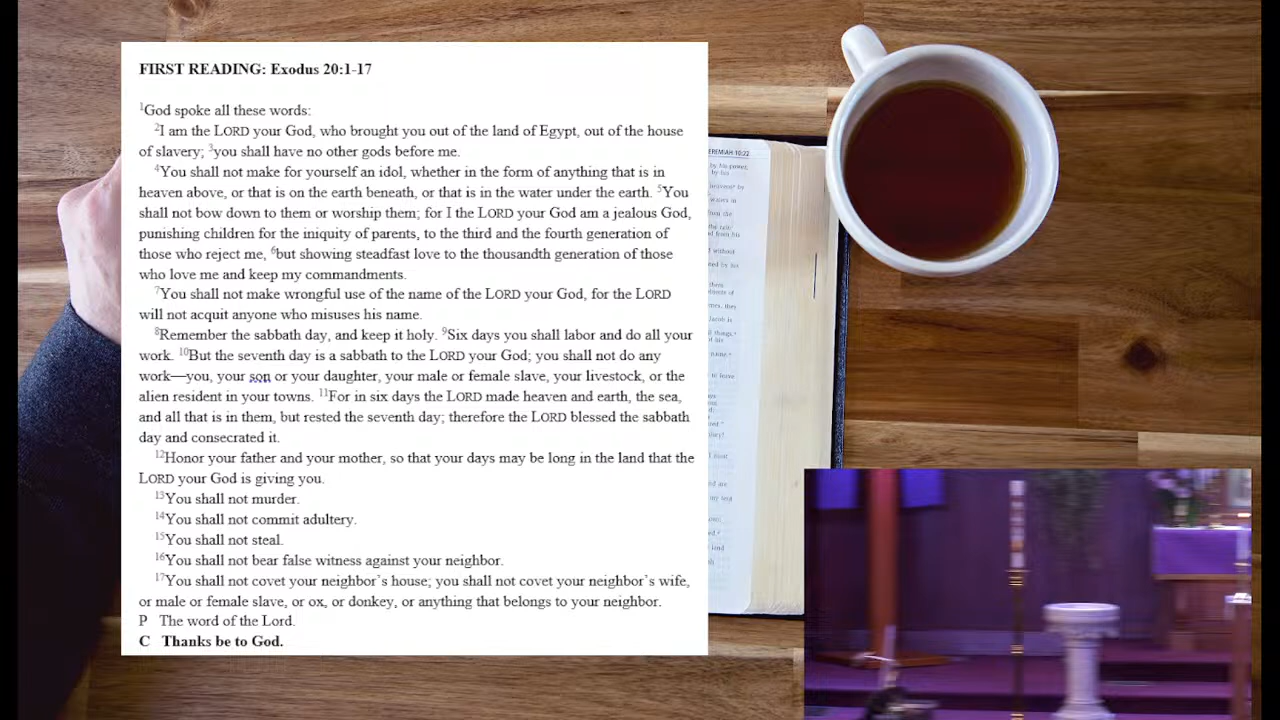 FIRST READING: Exodus 20:1-17
1God spoke all these words:
2I am the LORD your God, who brought you out of the land of Egypt, out of the house
of slavery; 3you shall have no other gods before me.
4You shall not make for yourself an idol, whether in the form of anything that is in
heaven above, or that is on the earth beneath, or that is in the water under the earth. 5You
shall not bow down to them or worship them; for I the LORD your God am a jealous God,
punishing children for the iniquity of parents, to the third and the fourth generation of
those who reject me, 6but showing steadfast love to the thousandth generation of those
who love me and keep my commandments.
7You shall not make wrongful use of the name of the LORD your God, for the LORD
will not acquit anyone who misuses his name.
8Remember the sabbath day, and keep it holy. 9Six days you shall labor and do all your
work. 10But the seventh day is a sabbath to the LORD your God; you shall not do any
work—you, your son or your daughter, your male or female slave, your livestock, or the
alien resident in your towns. 11For in six days the LORD made heaven and earth, the sea,
and all that is in them, but rested the seventh day; therefore the LORD blessed the sabbath
day and consecrated it.
12Honor your father and your mother, so that your days may be long in the land that the
LORD your God is giving you.
13You shall not murder.
14You shall not commit adultery.
15You shall not steal.
16You shall not bear false witness against your neighbor.
17You shall not covet your neighbor's house; you shall not covet your neighbor's wife,
or male or female slave, or ox, or donkey, or anything that belongs to your neighbor.
P The word of the Lord.
C Thanks be to God.
JEREMIAH 10:22